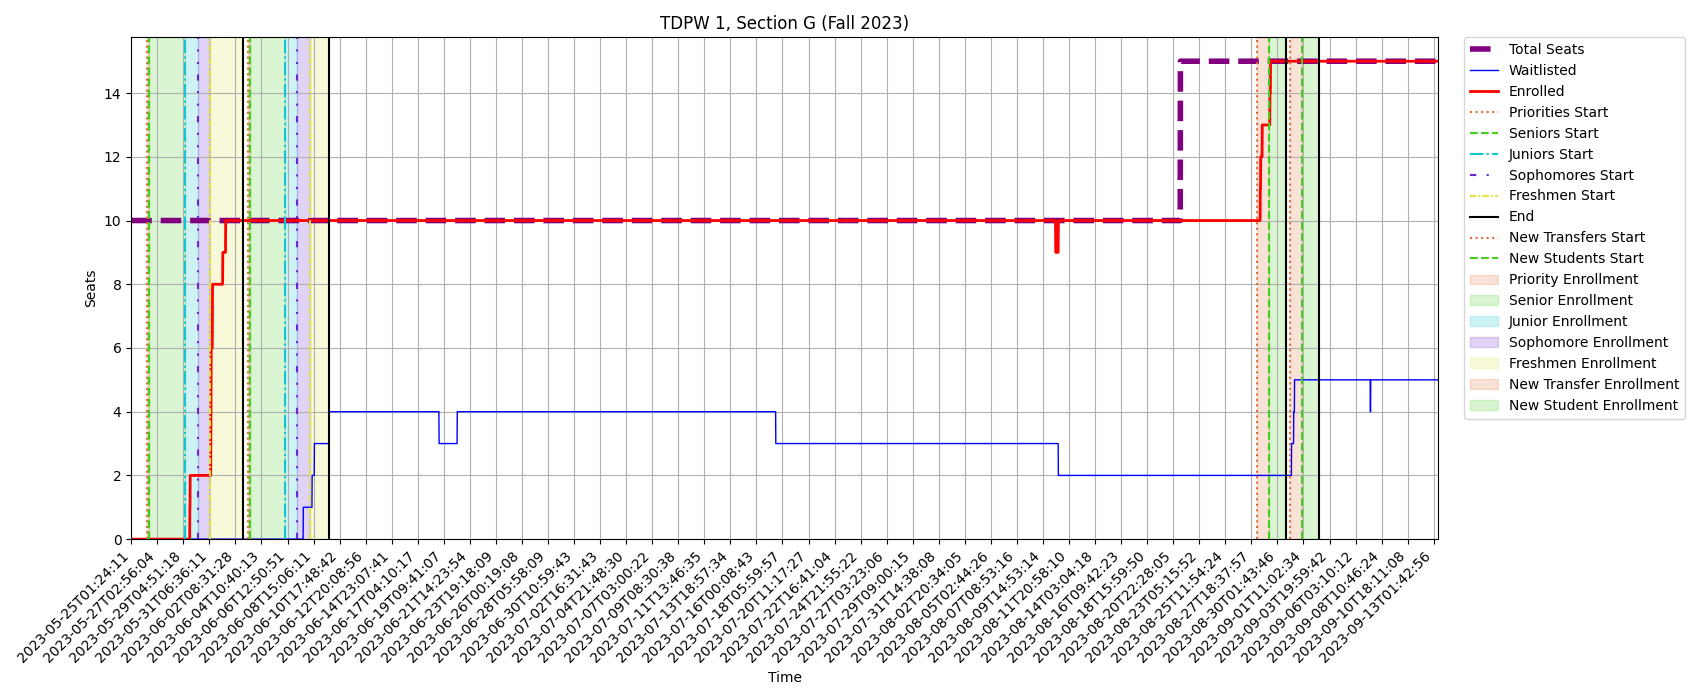 TDPW 1, Section G (Fall 2023)
Seats
14
12
10
8
6
4
2
0
2023-05-25T01:24:11
2023-05-27T02:56:04
2023-05-29T04:51:18
2023-05-31T06:36:11
2023-06-02T08:31:28
2023-06-04T10:40:13
2023-06-06T12:50:51
2023-06-08T15:06:11
2023-06-10T17:48:42
2023-06-12T20:08:56
2023-06-14T23:07:41
2023-06-17T04:10:17
2023-06-19T09:41:07
2023-06-21T14:23:54
2023-06-23T19:18:09
2023-06-26T00:19:08
2023-06-28T05:58:09
2023-06-30T10:59:43
2023-07-02T16:31:43
2023-07-04T21:48:30
2023-07-07T03:00:22
2023-07-09T08:30:38
2023-07-11T13:46:35
2023-07-13T18:57:34
2023-07-16T00:08:43
2023-07-18T05:59:57
2023-07-20T11:17:27
2023-07-22T16:41:04
2023-07-24T21:55:22
2023-07-27T03:23:06
2023-07-29T09:00:15
2023-07-31T14:38:08
2023-08-02T20:34:05
2023-08-05T02:44:26
2023-08-07T08:53:16
2023-08-09T14:53:14
2023-08-11T20:58:10
2023-08-14T03:04:18
2023-08-16T09:42:23
2023-08-18T15:59:50
2023-08-20T22:28:05
2023-08-23T05:15:52
2023-08-25T11:54:24
2023-08-27T18:37:57
2023-08-30T01:43:46
2023-09-01T11:02:34
2023-09-03T19:59:42
2023-09-06T03:10:12
2023-09-08T10:46:24
2023-09-10T18:11:08
2023-09-13T01:42:56
Time
Total Seats
Waitlisted
Enrolled
Priorities Start
Seniors Start
Juniors Start
Sophomores Start
Freshmen Start
End
New Transfers Start
New Students Start
Priority Enrollment
Senior Enrollment
Junior Enrollment
Sophomore Enrollment
Freshmen Enrollment
New Transfer Enrollment
New Student Enrollment